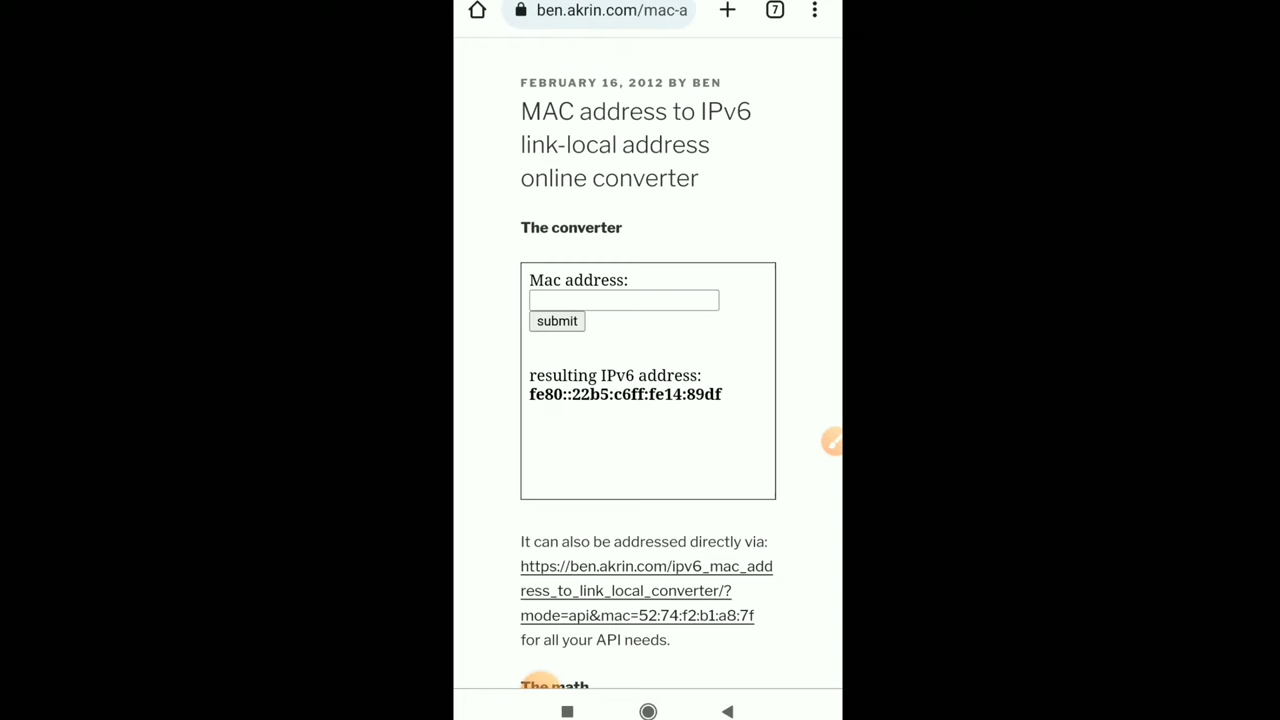 ben.akrin.com/mac-a
7
FEBRUARY 16, 2012 BY BEN
MAC address to IPv6
link-local address
online converter
The converter
Mac address:
submit
resulting IPv6 address:
fe80::22b5:c6ff:fe14:89df
It can also be addressed directly via:
https://ben.akrin.com/ipv6_mac_add
ress_to_link_local_converter/?
mode=api&mac=52:74:f2:b1:a8:7f
for all your API needs.
The math